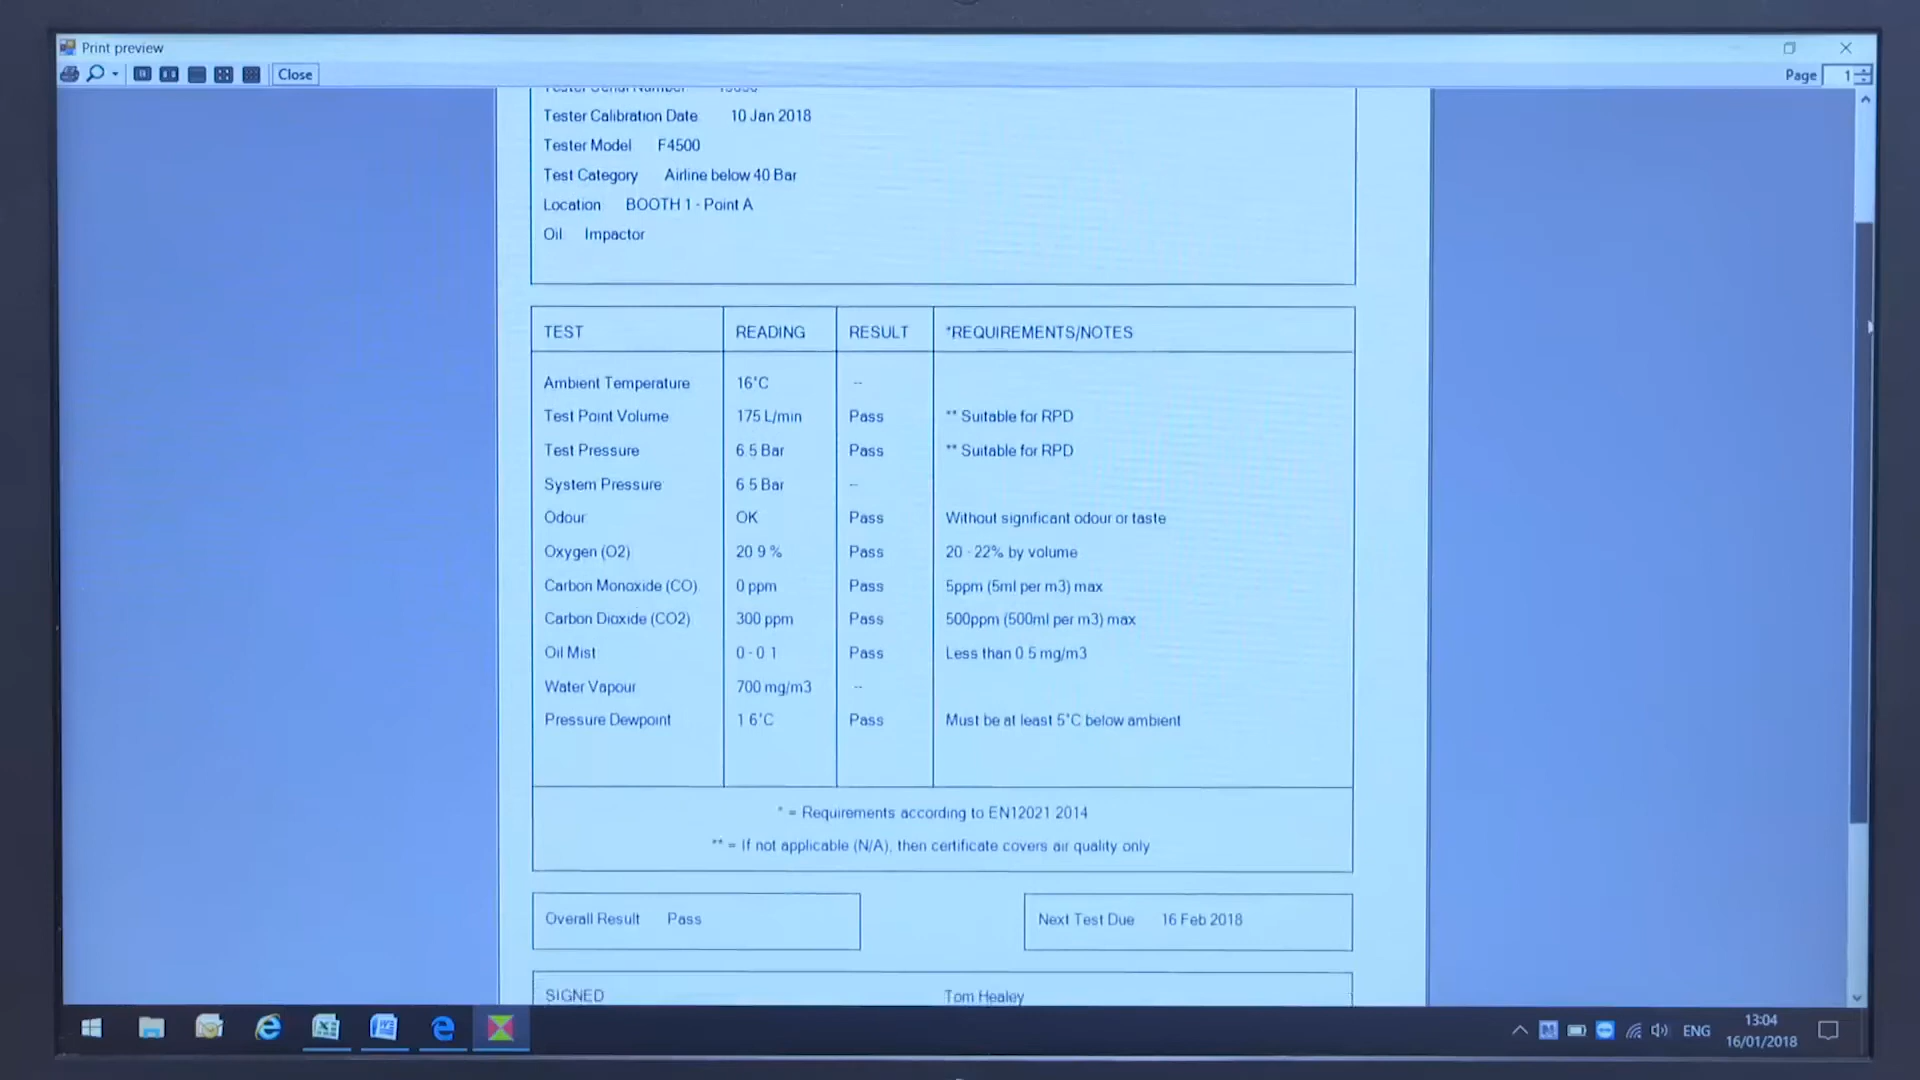 Print preview
Close
Page 1
Tester Serial Number
Tester Calibration Date 10 Jan 2018
Tester Model F4500
Test Category Airline below 40 Bar
Location BOOTH 1 - Point A
Oil Impactor
TEST READING RESULT *REQUIREMENTS/NOTES
Ambient Temperature 16°C --
Test Point Volume 175 L/min Pass ** Suitable for RPD
Test Pressure 6.5 Bar Pass ** Suitable for RPD
System Pressure 6.5 Bar --
Odour OK Pass Without significant odour or taste
Oxygen (O2) 20.9 % Pass 20 - 22% by volume
Carbon Monoxide (CO) 0 ppm Pass 5ppm (5ml per m3) max
Carbon Dioxide (CO2) 300 ppm Pass 500ppm (500ml per m3) max
Oil Mist 0 - 0.1 Pass Less than 0.5 mg/m3
Water Vapour 700 mg/m3 --
Pressure Dewpoint 1.6°C Pass Must be at least 5°C below ambient
* = Requirements according to EN12021:2014
** = If not applicable (N/A), then certificate covers air quality only
Overall Result Pass
Next Test Due 16 Feb 2018
SIGNED Tom Healey
ENG
13:04
16/01/2018